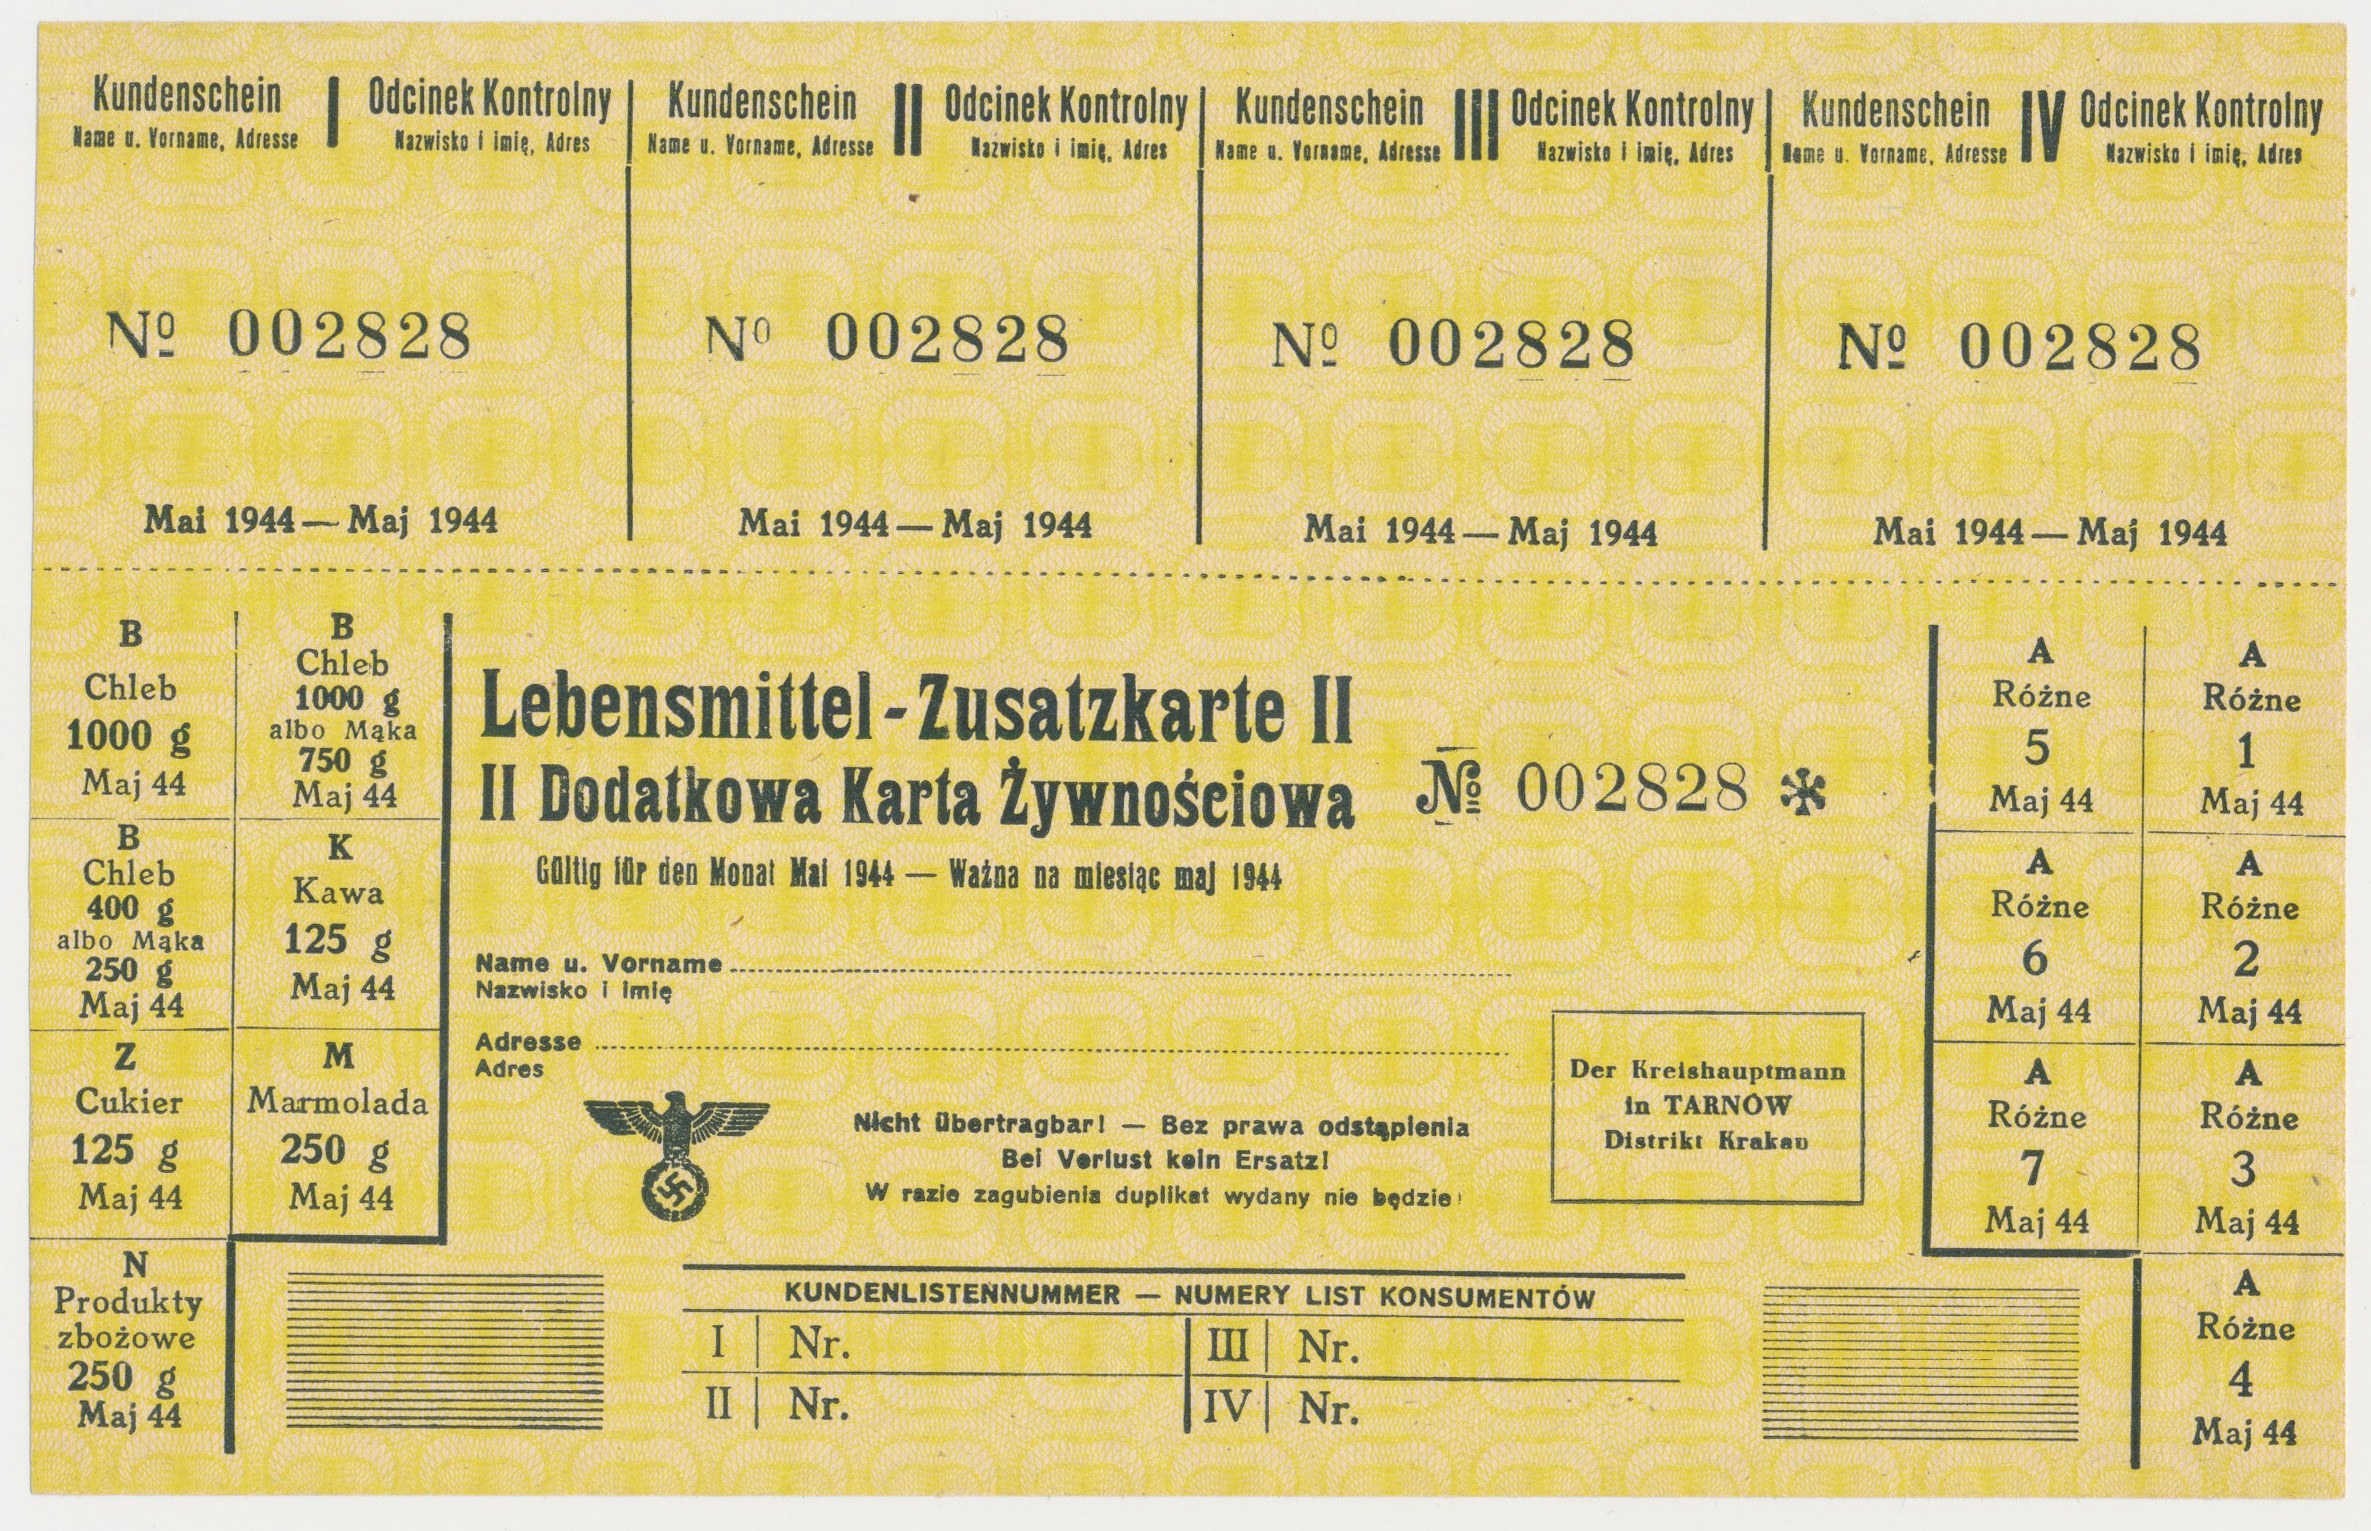 Kundenschein I Odcinek Kontrolny
Name u. Vorname, Adresse Nazwisko i imię, Adres
Nº 002828
Mai 1944 — Maj 1944
Kundenschein II Odcinek Kontrolny
Name u. Vorname, Adresse Nazwisko i imię, Adres
Nº 002828
Mai 1944 — Maj 1944
Kundenschein III Odcinek Kontrolny
Name u. Vorname, Adresse Nazwisko i imię, Adres
Nº 002828
Mai 1944 — Maj 1944
Kundenschein IV Odcinek Kontrolny
Name u. Vorname, Adresse Nazwisko i imię, Adres
Nº 002828
Mai 1944 — Maj 1944
B
Chleb
1000 g
Maj 44
B
Chleb
1000 g
albo Mąka
750 g
Maj 44
B
Chleb
400 g
albo Mąka
250 g
Maj 44
K
Kawa
125 g
Maj 44
Z
Cukier
125 g
Maj 44
M
Marmolada
250 g
Maj 44
N
Produkty
zbożowe
250 g
Maj 44
Lebensmittel-Zusatzkarte II
II Dodatkowa Karta Żywnościowa
Nº 002828 *
Gültig für den Monat Mai 1944 — Ważna na miesiąc maj 1944
Name u. Vorname
Nazwisko i imię
Adresse
Adres
Nicht übertragbar! — Bez prawa odstąpienia
Bei Verlust kein Ersatz!
W razie zagubienia duplikat wydany nie będzie!
Der Kreishauptmann
in TARNÓW
Distrikt Krakau
KUNDENLISTENNUMMER — NUMERY LIST KONSUMENTÓW
I Nr. III Nr.
II Nr. IV Nr.
A
Różne
5
Maj 44
A
Różne
1
Maj 44
A
Różne
6
Maj 44
A
Różne
2
Maj 44
A
Różne
7
Maj 44
A
Różne
3
Maj 44
A
Różne
4
Maj 44